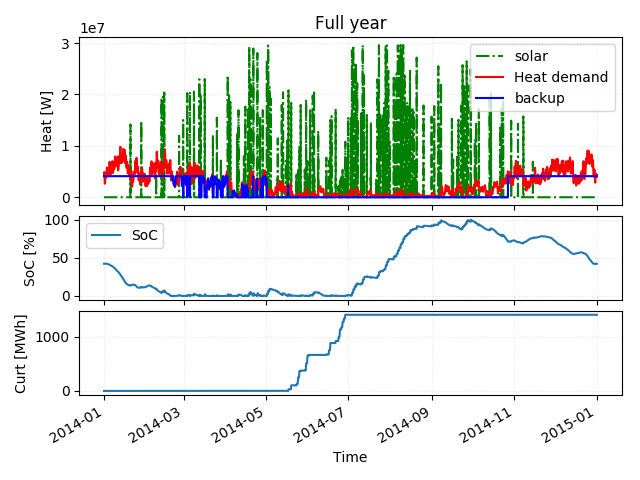 Full year
1e7
3
2
1
0
Heat [W]
solar
Heat demand
backup
100
50
0
SoC [%]
SoC
1000
0
Curt [MWh]
2014-01
2014-03
2014-05
2014-07
2014-09
2014-11
2015-01
Time